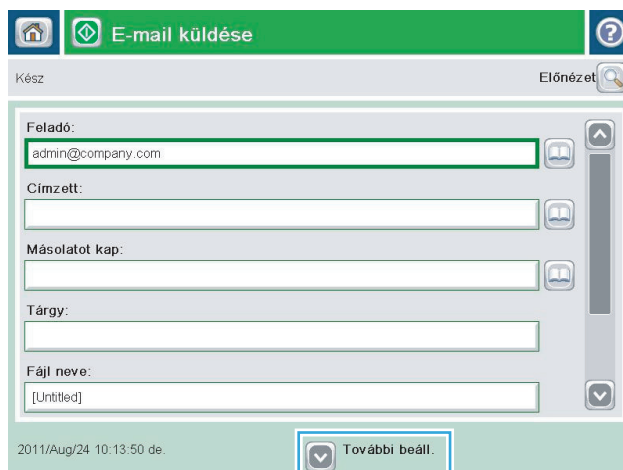 E-mail küldése
Kész
Előnézet
Feladó:
admin@company.com
Címzett:
Másolatot kap:
Tárgy:
Fájl neve:
[Untitled]
2011/Aug/24 10:13:50 de.
További beáll.